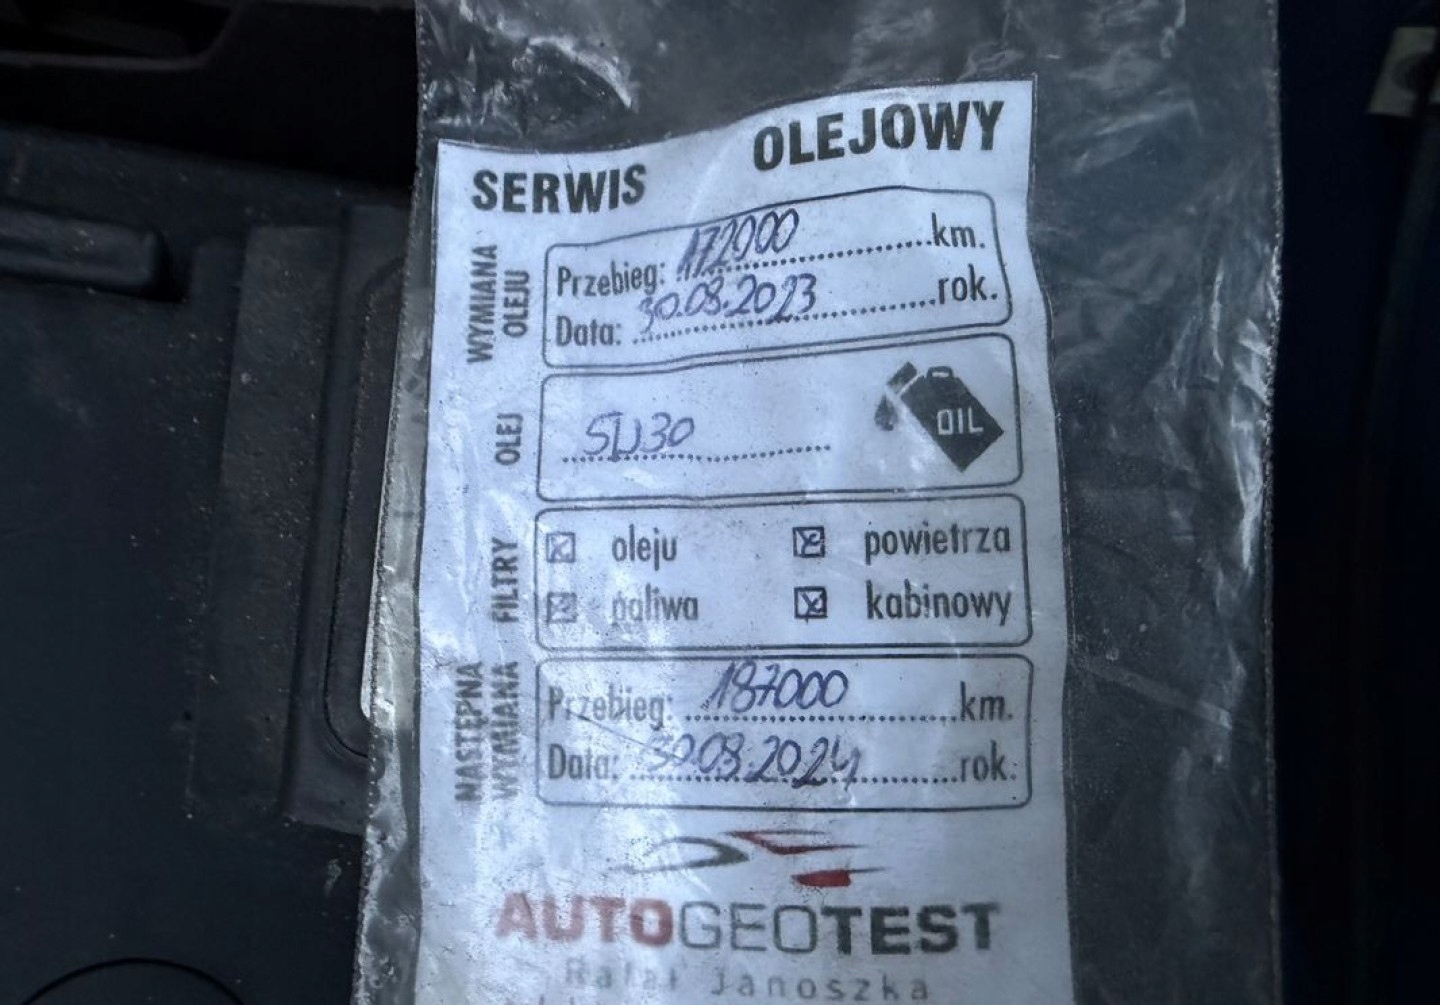 SERWIS OLEJOWY
WYMIANA OLEJU
Przebieg: 172000 km.
Data: 30.08.2023 rok.
OLEJ
5W30
OIL
FILTRY
oleju powietrza
paliwa kabinowy
NASTĘPNA WYMIANA
Przebieg: 187000 km.
Data: 30.08.2024 rok.
AUTOGEOTEST
Rafał Janoszka